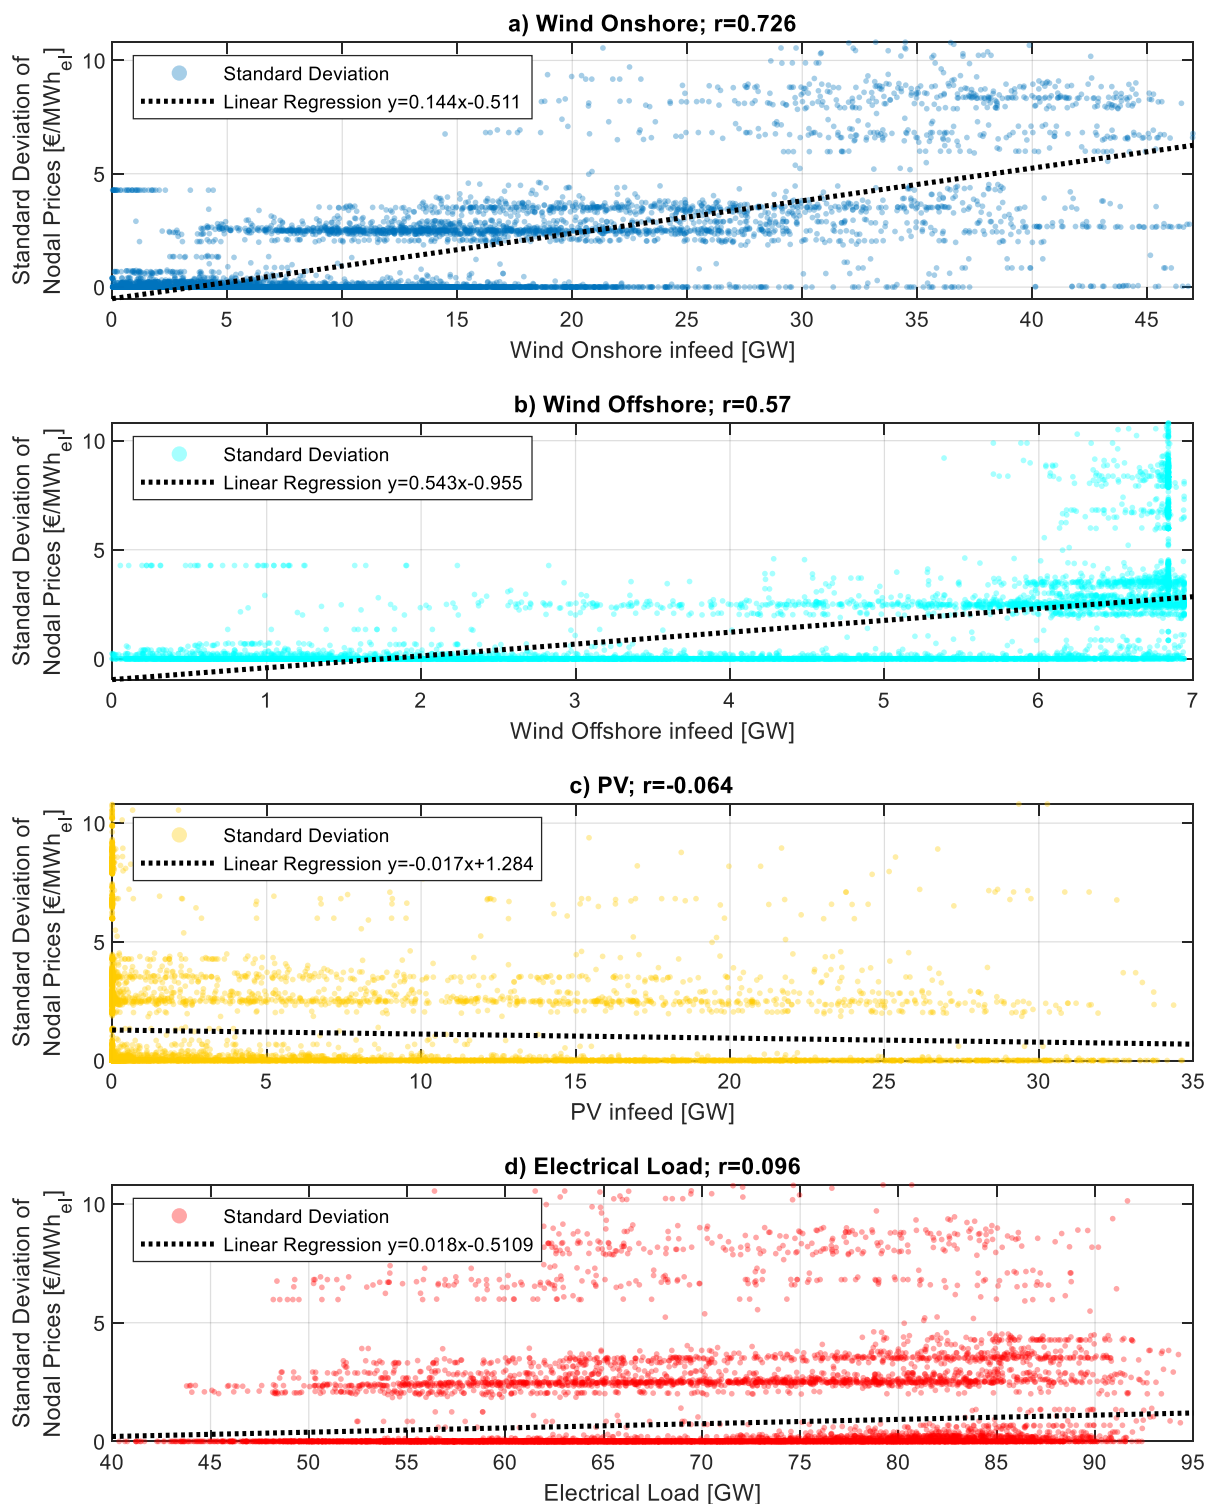 a) Wind Onshore; r=0.726
Standard Deviation of
Nodal Prices [€/MWh_el]
10
5
0
Standard Deviation
Linear Regression y=0.144x-0.511
0 5 10 15 20 25 30 35 40 45
Wind Onshore infeed [GW]
b) Wind Offshore; r=0.57
Standard Deviation of
Nodal Prices [€/MWh_el]
10
5
0
Standard Deviation
Linear Regression y=0.543x-0.955
0 1 2 3 4 5 6 7
Wind Offshore infeed [GW]
c) PV; r=-0.064
Standard Deviation of
Nodal Prices [€/MWh_el]
10
5
0
Standard Deviation
Linear Regression y=-0.017x+1.284
0 5 10 15 20 25 30 35
PV infeed [GW]
d) Electrical Load; r=0.096
Standard Deviation of
Nodal Prices [€/MWh_el]
10
5
0
Standard Deviation
Linear Regression y=0.018x-0.5109
40 45 50 55 60 65 70 75 80 85 90 95
Electrical Load [GW]